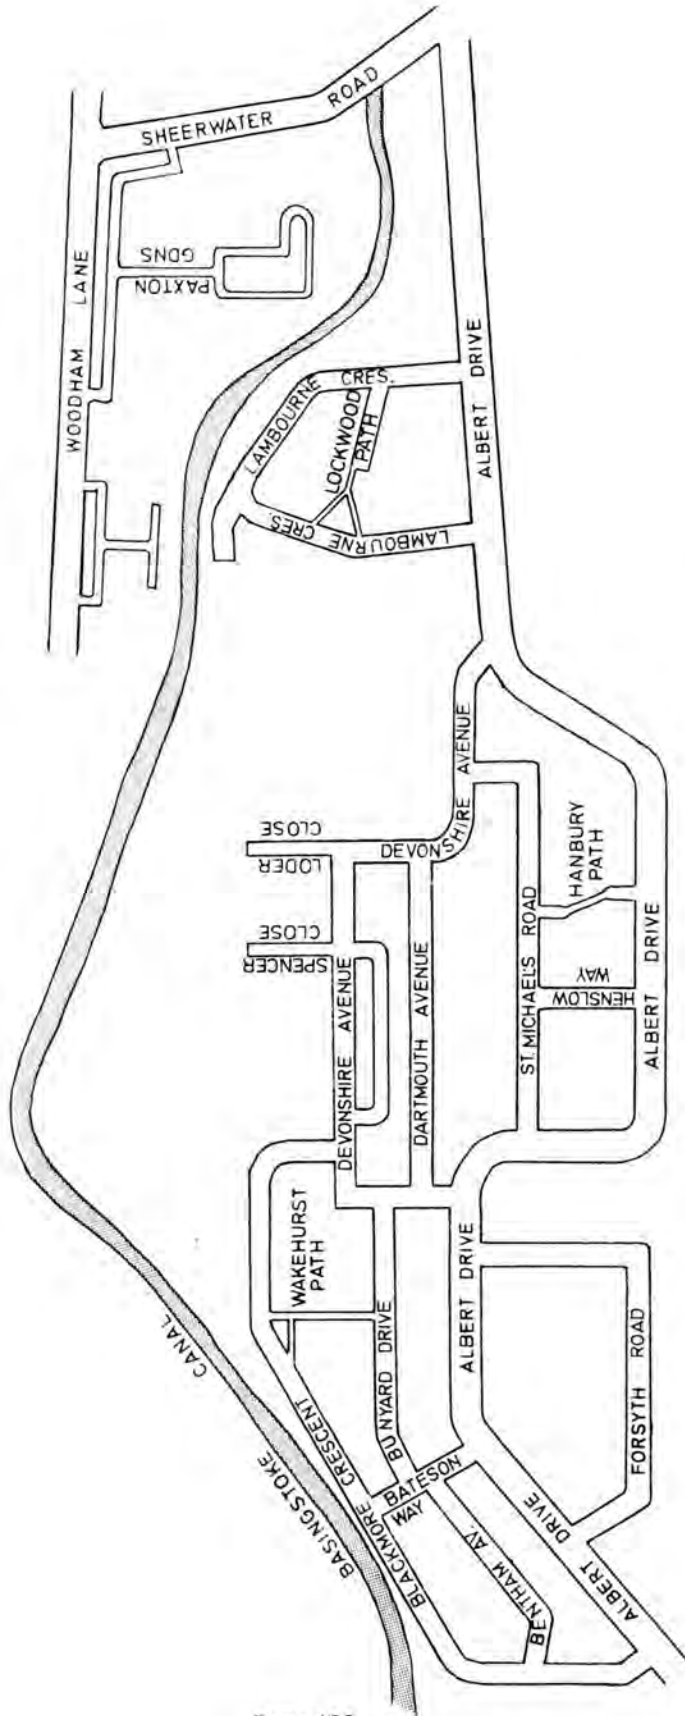 SHEERWATER ROAD
WOODHAM LANE
PAXTON
GDNS
ALBERT DRIVE
LAMBOURNE CRES.
LOCKWOOD
PATH
LAMBOURNE CRES.
DEVONSHIRE AVENUE
LODER
CLOSE
SPENCER
CLOSE
DEVONSHIRE AVENUE
DARTMOUTH AVENUE
ST. MICHAELS ROAD
HANBURY
PATH
HENSLOW
WAY
ALBERT DRIVE
WAKEHURST
PATH
BUNYARD DRIVE
ALBERT DRIVE
FORSYTH ROAD
BASINGSTOKE CANAL
BLACKMORE CRESCENT
BATESON
WAY
BENTHAM AV.
ALBERT DRIVE